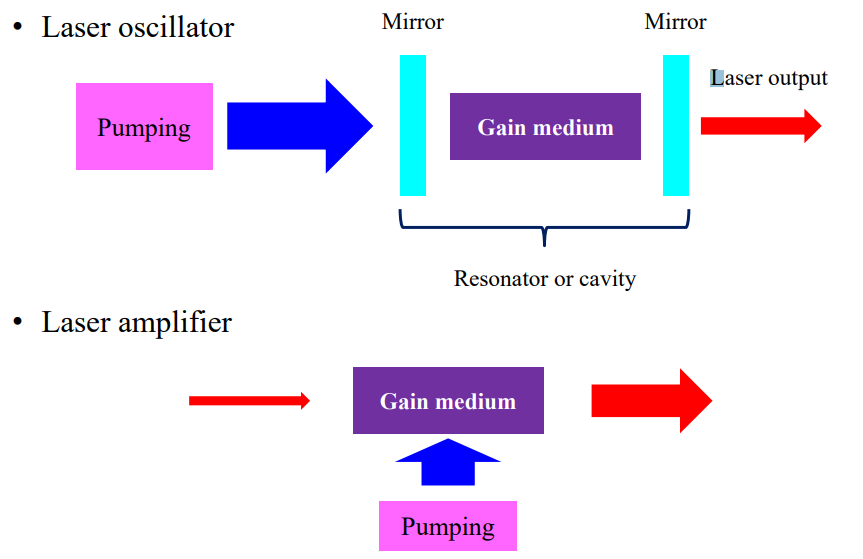 • Laser oscillator
Mirror
Mirror
Laser output
Pumping
Gain medium
Resonator or cavity
• Laser amplifier
Gain medium
Pumping